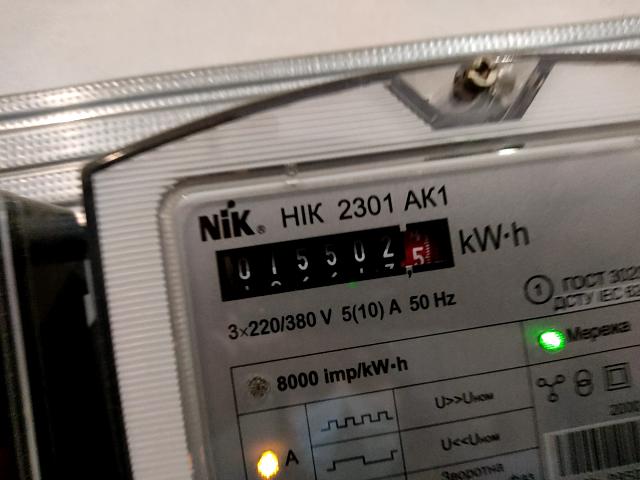 NiK® НІК 2301 АК1
015502,5 kW·h
3×220/380 V 5(10) A 50 Hz
1 ГОСТ
ДСТУ IEC
Мережа
8000 imp/kW·h
U>>Uном
A
U<<Uном
Зворотна